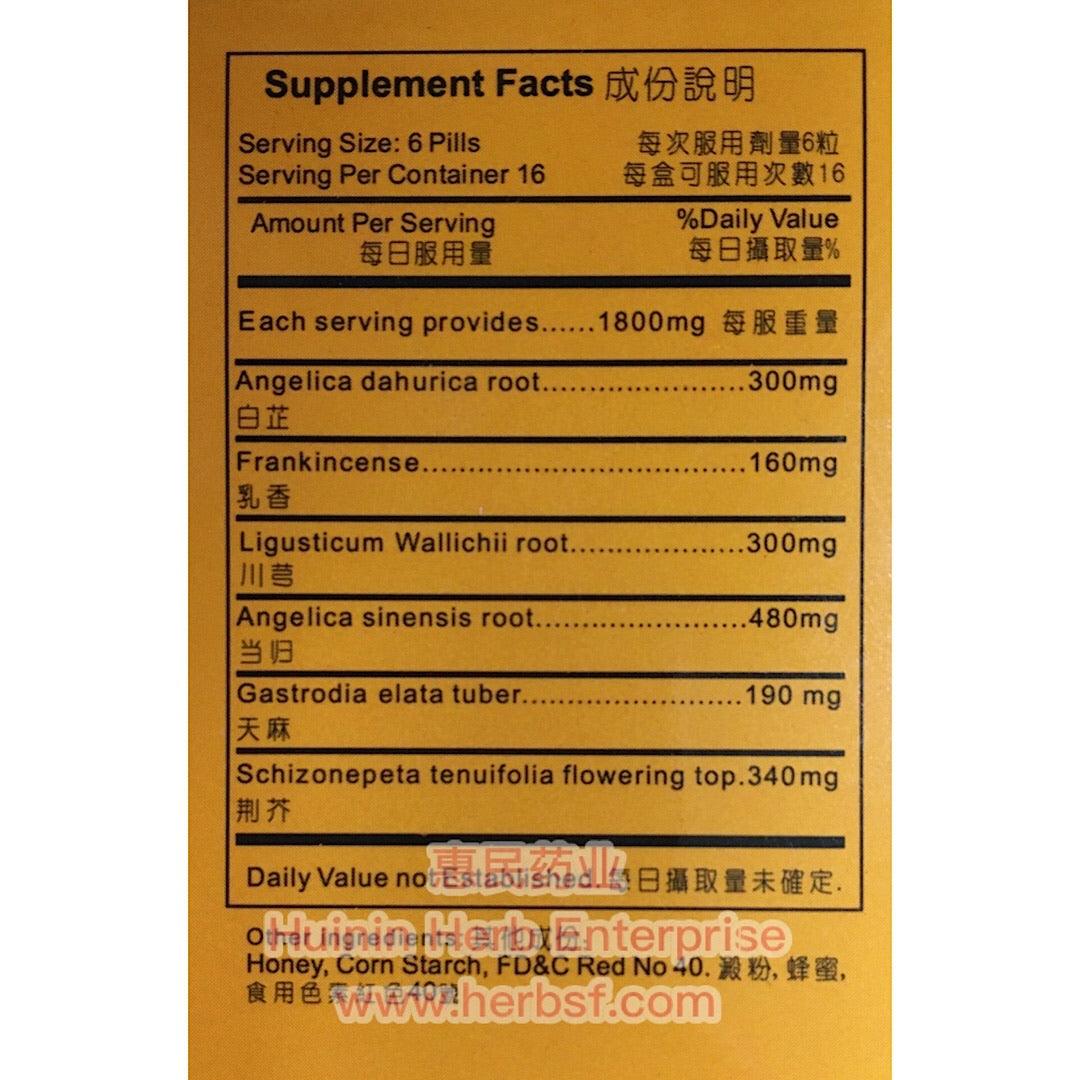 Supplement Facts 成份說明
Serving Size: 6 Pills 每次服用劑量6粒
Serving Per Container 16 每盒可服用次數16
Amount Per Serving %Daily Value
每日服用量 每日攝取量%
Each serving provides......1800mg 每服重量
Angelica dahurica root......................300mg
白芷
Frankincense...................................160mg
乳香
Ligusticum Wallichii root...................300mg
川芎
Angelica sinensis root.......................480mg
当归
Gastrodia elata tuber........................190 mg
天麻
Schizonepeta tenuifolia flowering top.340mg
荆芥
惠民药业
Daily Value not Established. 每日攝取量未確定.
Huimin Herb Enterprise
Other ingredients: 其他成份:
Honey, Corn Starch, FD&C Red No 40. 澱粉, 蜂蜜,
食用色素紅色40號
www.herbsf.com